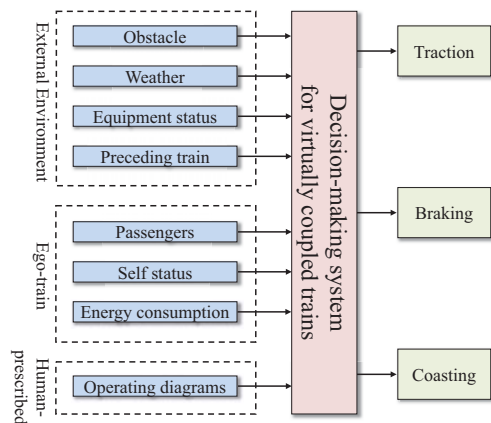 External Environment
Obstacle
Weather
Equipment status
Preceding train
Ego-train
Passengers
Self status
Energy consumption
Human-
prescribed
Operating diagrams
Decision-making system
for virtually coupled trains
Traction
Braking
Coasting